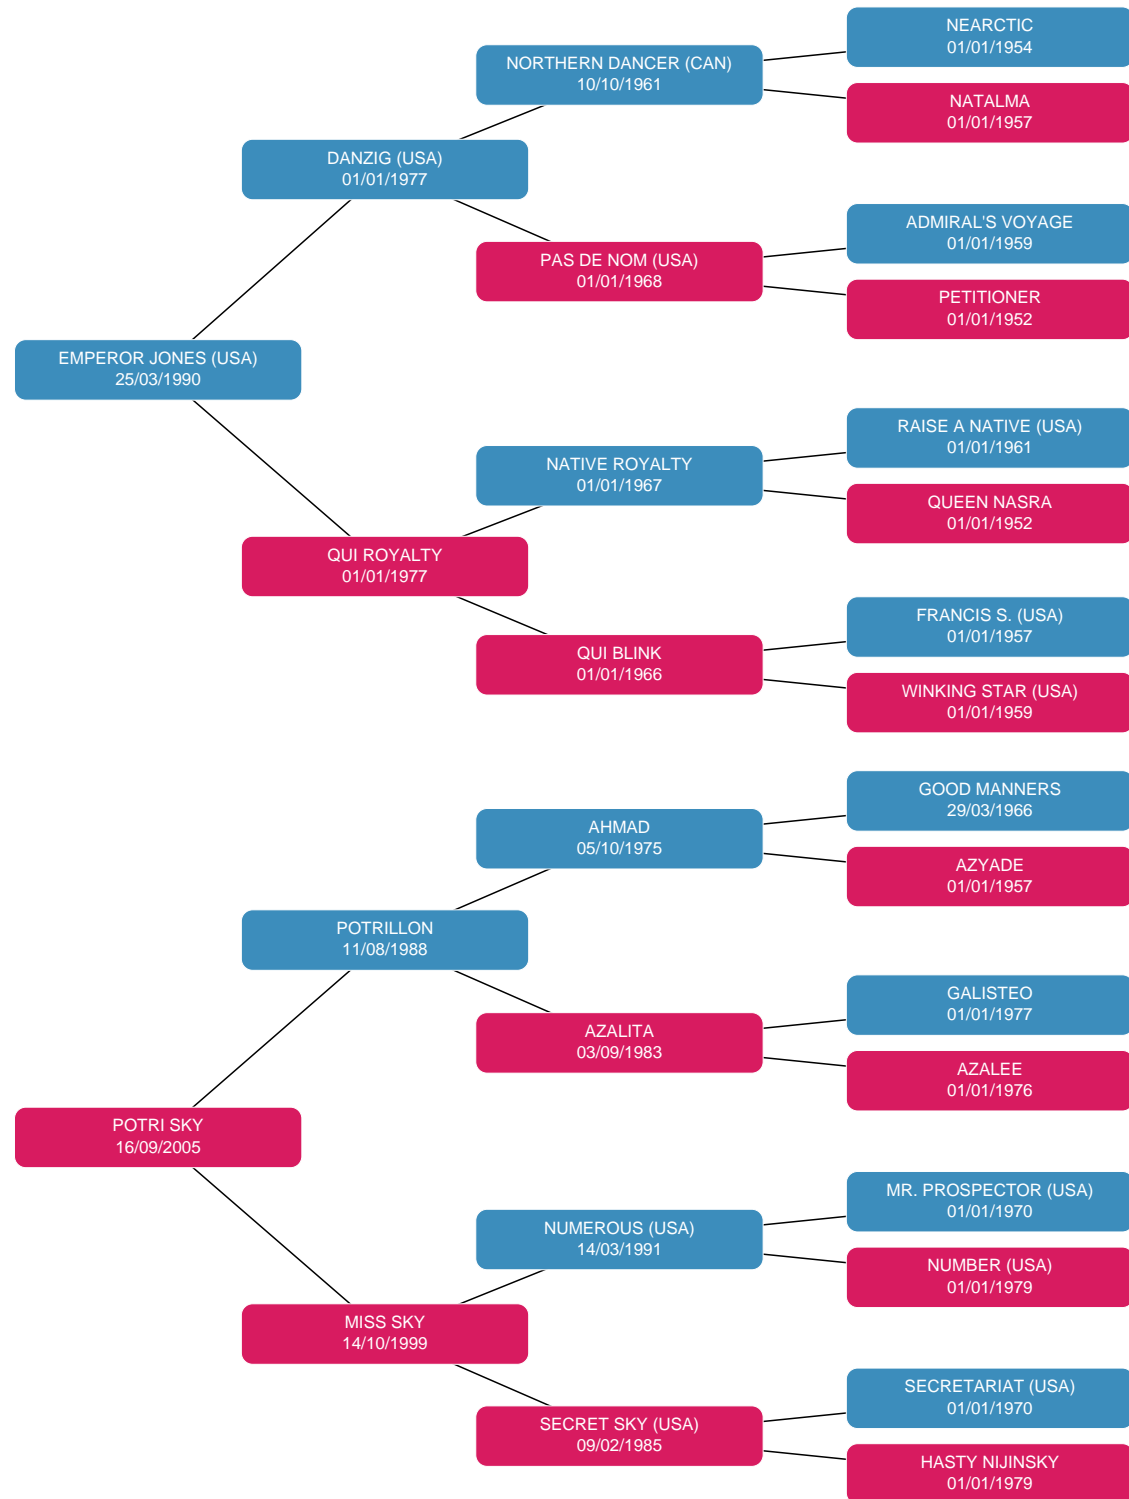 NEARCTIC
01/01/1954
NORTHERN DANCER (CAN)
10/10/1961
NATALMA
01/01/1957
DANZIG (USA)
01/01/1977
ADMIRAL'S VOYAGE
01/01/1959
PAS DE NOM (USA)
01/01/1968
PETITIONER
01/01/1952
EMPEROR JONES (USA)
25/03/1990
RAISE A NATIVE (USA)
01/01/1961
NATIVE ROYALTY
01/01/1967
QUEEN NASRA
01/01/1952
QUI ROYALTY
01/01/1977
FRANCIS S. (USA)
01/01/1957
QUI BLINK
01/01/1966
WINKING STAR (USA)
01/01/1959
GOOD MANNERS
29/03/1966
AHMAD
05/10/1975
AZYADE
01/01/1957
POTRILLON
11/08/1988
GALISTEO
01/01/1977
AZALITA
03/09/1983
AZALEE
01/01/1976
POTRI SKY
16/09/2005
MR. PROSPECTOR (USA)
01/01/1970
NUMEROUS (USA)
14/03/1991
NUMBER (USA)
01/01/1979
MISS SKY
14/10/1999
SECRETARIAT (USA)
01/01/1970
SECRET SKY (USA)
09/02/1985
HASTY NIJINSKY
01/01/1979